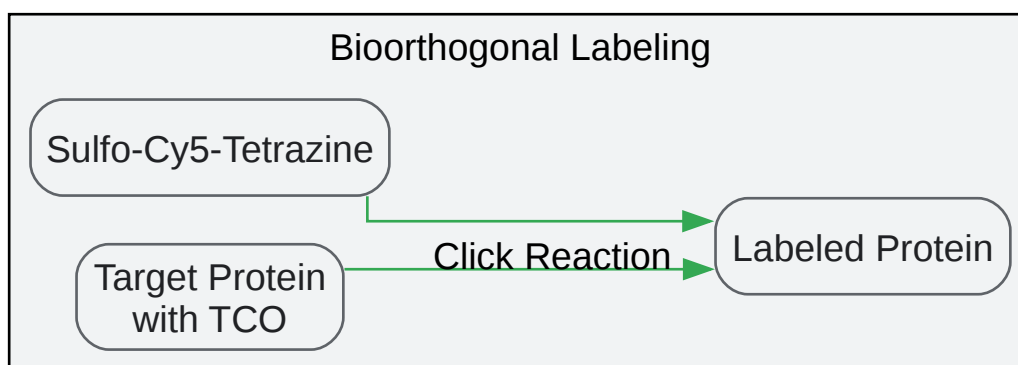 Bioorthogonal Labeling
Sulfo-Cy5-Tetrazine
Target Protein
with TCO
Click Reaction
Labeled Protein